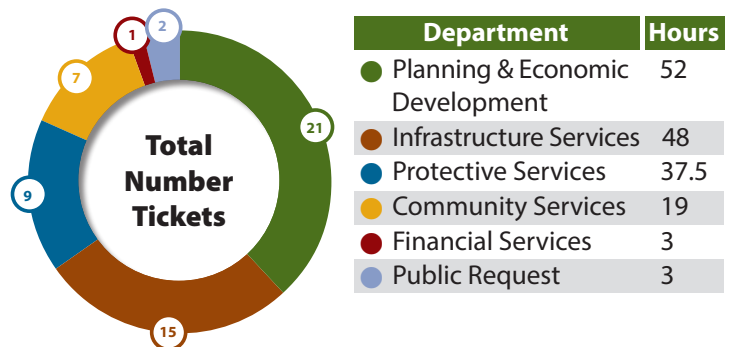 1
2
7
21
9
15
Total
Number
Tickets
Department Hours
Planning & Economic 52
Development
Infrastructure Services 48
Protective Services 37.5
Community Services 19
Financial Services 3
Public Request 3